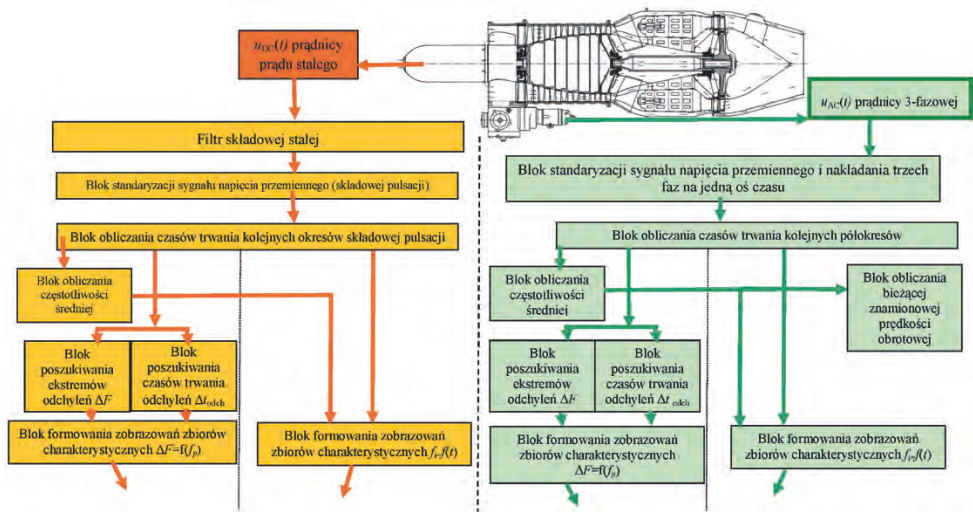 u_DC(t) prądnicy
prądu stalego
u_AC(t) prądnicy 3-fazowej
Filtr składowej stalej
Blok standaryzacji sygnału napięcia przemiennego (składowej pulsacji)
Blok obliczania czasów trwania kolejnych okresów składowej pulsacji
Blok obliczania
częstotliwości
średniej
Blok
poszukiwania
ekstremów
odchyleń ΔF
Blok
poszukiwania
czasów trwania
odchyleń Δt_odch
Blok formowania zobrazowań zbiorów
charakterystycznych ΔF=f(f_p)
Blok formowania zobrazowań
zbiorów charakterystycznych
Blok standaryzacji sygnału napięcia przemiennego i nakładania trzech
faz na jedną oś czasu
Blok obliczania czasów trwania kolejnych półokresów
Blok obliczania
częstotliwości
średniej
Blok obliczania
bieżącej
znamionowej
prędkości
obrotowej
Blok
poszukiwania
ekstremów
odchyleń ΔF
Blok
poszukiwania
czasów trwania
odchyleń Δt_odch
Blok formowania zobrazowań
zbiorów charakterystycznych
ΔF=f(f_p)
Blok formowania zobrazowań
zbiorów charakterystycznych